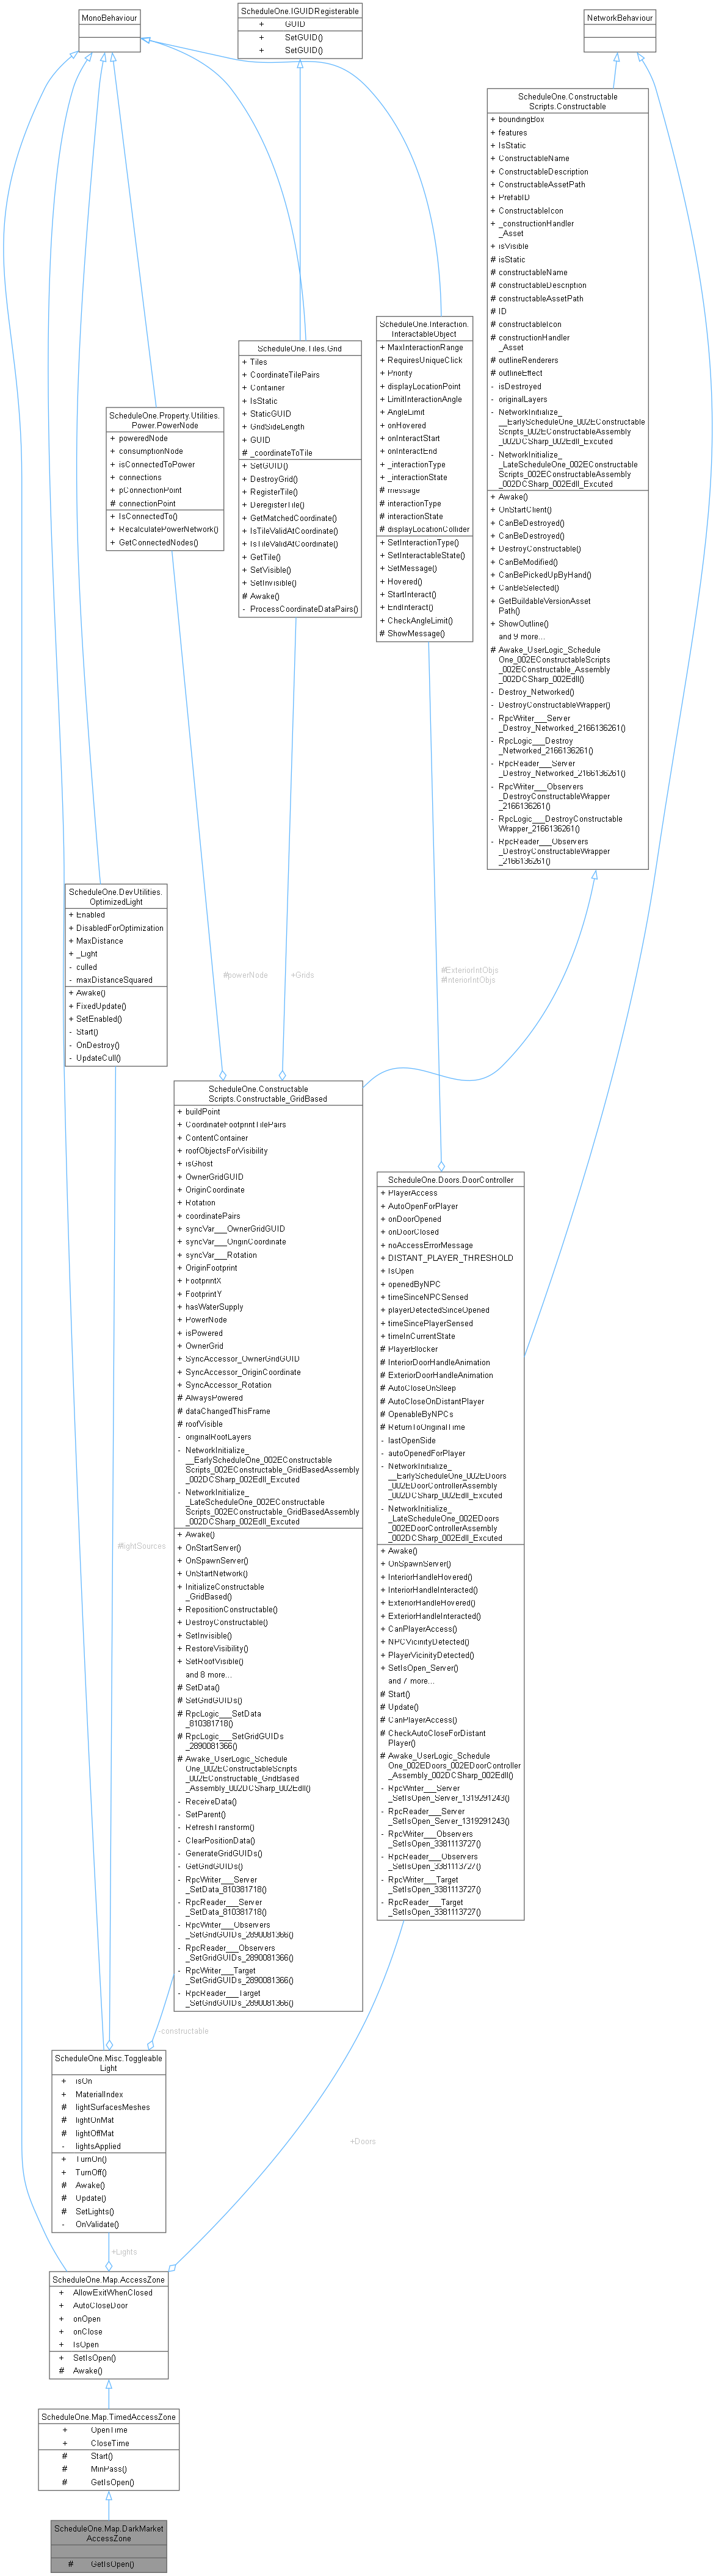 MonoBehaviour
ScheduleOne.IGUIDRegisterable
+ GUID
+ SetGUID()
+ SetGUID()
NetworkBehaviour
ScheduleOne.Constructable
Scripts.Constructable
+ boundingBox
+ features
+ IsStatic
+ ConstructableName
+ ConstructableDescription
+ ConstructableAssetPath
+ PrefabID
+ ConstructableIcon
+ _constructionHandler
_Asset
+ isVisible
# isStatic
# constructableName
# constructableDescription
# constructableAssetPath
# ID
# constructableIcon
# constructionHandler
_Asset
# outlineRenderers
# outlineEffect
- isDestroyed
- originalLayers
- NetworkInitialize_
__EarlyScheduleOne_002EConstructable
Scripts_002EConstructableAssembly
_002DCSharp_002Edll_Excuted
- NetworkInitialize_
_LateScheduleOne_002EConstructable
Scripts_002EConstructableAssembly
_002DCSharp_002Edll_Excuted
+ Awake()
+ OnStartClient()
+ CanBeDestroyed()
+ CanBeDestroyed()
+ DestroyConstructable()
+ CanBeModified()
+ CanBePickedUpByHand()
+ CanBeSelected()
+ GetBuildableVersionAsset
Path()
+ ShowOutline()
and 9 more...
# Awake_UserLogic_Schedule
One_002EConstructableScripts
_002EConstructable_Assembly
_002DCSharp_002Edll()
- Destroy_Networked()
- DestroyConstructableWrapper()
- RpcWriter___Server
_Destroy_Networked_2166136261()
- RpcLogic___Destroy
_Networked_2166136261()
- RpcReader___Server
_Destroy_Networked_2166136261()
- RpcWriter___Observers
_DestroyConstructableWrapper
_2166136261()
- RpcLogic___DestroyConstructable
Wrapper_2166136261()
- RpcReader___Observers
_DestroyConstructableWrapper
_2166136261()
ScheduleOne.Interaction.
InteractableObject
+ MaxInteractionRange
+ RequiresUniqueClick
+ Priority
+ displayLocationPoint
+ LimitInteractionAngle
+ AngleLimit
+ onHovered
+ onInteractStart
+ onInteractEnd
+ _interactionType
+ _interactionState
# message
# interactionType
# interactionState
# displayLocationCollider
+ SetInteractionType()
+ SetInteractableState()
+ SetMessage()
+ Hovered()
+ StartInteract()
+ EndInteract()
+ CheckAngleLimit()
# ShowMessage()
ScheduleOne.Tiles.Grid
+ Tiles
+ CoordinateTilePairs
+ Container
+ IsStatic
+ StaticGUID
+ GridSideLength
+ GUID
# _coordinateToTile
+ SetGUID()
+ DestroyGrid()
+ RegisterTile()
+ DeregisterTile()
+ GetMatchedCoordinate()
+ IsTileValidAtCoordinate()
+ IsTileValidAtCoordinate()
+ GetTile()
+ SetVisible()
+ SetInvisible()
# Awake()
- ProcessCoordinateDataPairs()
ScheduleOne.Property.Utilities.
Power.PowerNode
+ poweredNode
+ consumptionNode
+ isConnectedToPower
+ connections
+ pConnectionPoint
# connectionPoint
+ IsConnectedTo()
+ RecalculatePowerNetwork()
+ GetConnectedNodes()
ScheduleOne.DevUtilities.
OptimizedLight
+ Enabled
+ DisabledForOptimization
+ MaxDistance
+ _Light
- culled
- maxDistanceSquared
+ Awake()
+ FixedUpdate()
+ SetEnabled()
- Start()
- OnDestroy()
- UpdateCull()
#powerNode
+Grids
#ExteriorIntObjs
#InteriorIntObjs
ScheduleOne.Constructable
Scripts.Constructable_GridBased
+ buildPoint
+ CoordinateFootprintTilePairs
+ ContentContainer
+ roofObjectsForVisibility
+ isGhost
+ OwnerGridGUID
+ OriginCoordinate
+ Rotation
+ coordinatePairs
+ syncVar___OwnerGridGUID
+ syncVar___OriginCoordinate
+ syncVar___Rotation
+ OriginFootprint
+ FootprintX
+ FootprintY
+ hasWaterSupply
+ PowerNode
+ isPowered
+ OwnerGrid
+ SyncAccessor_OwnerGridGUID
+ SyncAccessor_OriginCoordinate
+ SyncAccessor_Rotation
# AlwaysPowered
# dataChangedThisFrame
# roofVisible
- originalRoofLayers
- NetworkInitialize_
__EarlyScheduleOne_002EConstructable
Scripts_002EConstructable_GridBasedAssembly
_002DCSharp_002Edll_Excuted
- NetworkInitialize_
_LateScheduleOne_002EConstructable
Scripts_002EConstructable_GridBasedAssembly
_002DCSharp_002Edll_Excuted
+ Awake()
+ OnStartServer()
+ OnSpawnServer()
+ OnStartNetwork()
+ InitializeConstructable
_GridBased()
+ RepositionConstructable()
+ DestroyConstructable()
+ SetInvisible()
+ RestoreVisibility()
+ SetRoofVisible()
and 8 more...
# SetData()
# SetGridGUIDs()
# RpcLogic___SetData
_810381718()
# RpcLogic___SetGridGUIDs
_2890081366()
# Awake_UserLogic_Schedule
One_002EConstructableScripts
_002EConstructable_GridBased
_Assembly_002DCSharp_002Edll()
- ReceiveData()
- SetParent()
- RefreshTransform()
- ClearPositionData()
- GenerateGridGUIDs()
- GetGridGUIDs()
- RpcWriter___Server
_SetData_810381718()
- RpcReader___Server
_SetData_810381718()
- RpcWriter___Observers
_SetGridGUIDs_2890081366()
- RpcReader___Observers
_SetGridGUIDs_2890081366()
- RpcWriter___Target
_SetGridGUIDs_2890081366()
- RpcReader___Target
_SetGridGUIDs_2890081366()
ScheduleOne.Doors.DoorController
+ PlayerAccess
+ AutoOpenForPlayer
+ onDoorOpened
+ onDoorClosed
+ noAccessErrorMessage
+ DISTANT_PLAYER_THRESHOLD
+ IsOpen
+ openedByNPC
+ timeSinceNPCSensed
+ playerDetectedSinceOpened
+ timeSincePlayerSensed
+ timeInCurrentState
# PlayerBlocker
# InteriorDoorHandleAnimation
# ExteriorDoorHandleAnimation
# AutoCloseOnSleep
# AutoCloseOnDistantPlayer
# OpenableByNPCs
# ReturnToOriginalTime
- lastOpenSide
- autoOpenedForPlayer
- NetworkInitialize_
__EarlyScheduleOne_002EDoors
_002EDoorControllerAssembly
_002DCSharp_002Edll_Excuted
- NetworkInitialize_
_LateScheduleOne_002EDoors
_002EDoorControllerAssembly
_002DCSharp_002Edll_Excuted
+ Awake()
+ OnSpawnServer()
+ InteriorHandleHovered()
+ InteriorHandleInteracted()
+ ExteriorHandleHovered()
+ ExteriorHandleInteracted()
+ CanPlayerAccess()
+ NPCVicinityDetected()
+ PlayerVicinityDetected()
+ SetIsOpen_Server()
and 7 more...
# Start()
# Update()
# CanPlayerAccess()
# CheckAutoCloseForDistant
Player()
# Awake_UserLogic_Schedule
One_002EDoors_002EDoorController
_Assembly_002DCSharp_002Edll()
- RpcWriter___Server
_SetIsOpen_Server_1319291243()
- RpcReader___Server
_SetIsOpen_Server_1319291243()
- RpcWriter___Observers
_SetIsOpen_3381113727()
- RpcReader___Observers
_SetIsOpen_3381113727()
- RpcWriter___Target
_SetIsOpen_3381113727()
- RpcReader___Target
_SetIsOpen_3381113727()
#lightSources
-constructable
ScheduleOne.Misc.Toggleable
Light
+ isOn
+ MaterialIndex
# lightSurfacesMeshes
# lightOnMat
# lightOffMat
- lightsApplied
+ TurnOn()
+ TurnOff()
# Awake()
# Update()
# SetLights()
- OnValidate()
+Doors
+Lights
ScheduleOne.Map.AccessZone
+ AllowExitWhenClosed
+ AutoCloseDoor
+ onOpen
+ onClose
+ IsOpen
+ SetIsOpen()
# Awake()
ScheduleOne.Map.TimedAccessZone
+ OpenTime
+ CloseTime
# Start()
# MinPass()
# GetIsOpen()
ScheduleOne.Map.DarkMarket
AccessZone
# GetIsOpen()